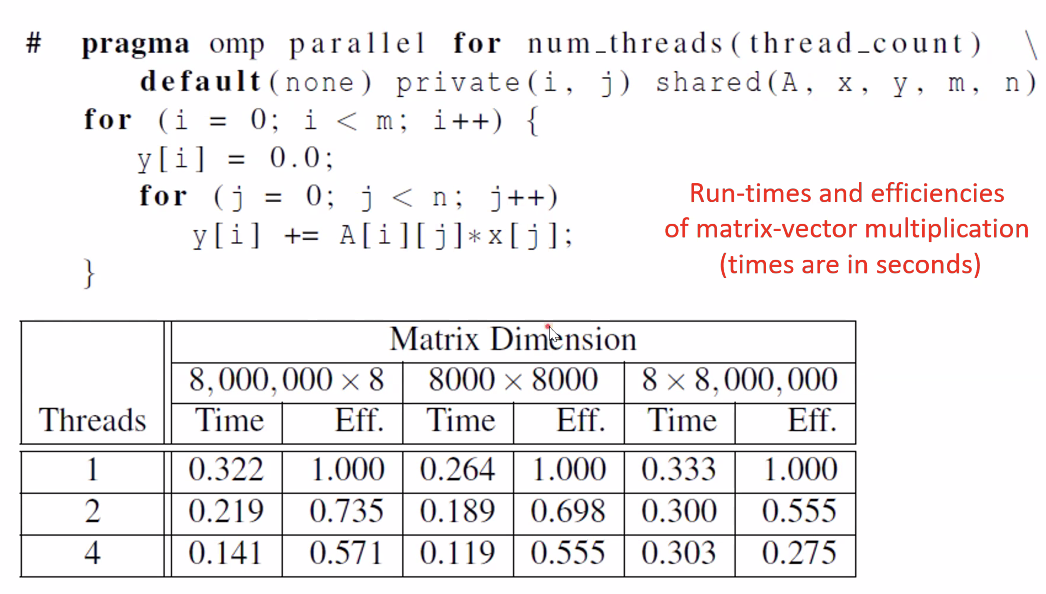 # pragma omp parallel for num_threads(thread_count) \
default(none) private(i, j) shared(A, x, y, m, n)
for (i = 0; i < m; i++) {
y[i] = 0.0;
for (j = 0; j < n; j++)
y[i] += A[i][j]*x[j];
}
Run-times and efficiencies
of matrix-vector multiplication
(times are in seconds)
Matrix Dimension
8,000,000 × 8 8000 × 8000 8 × 8,000,000
Threads Time Eff. Time Eff. Time Eff.
1 0.322 1.000 0.264 1.000 0.333 1.000
2 0.219 0.735 0.189 0.698 0.300 0.555
4 0.141 0.571 0.119 0.555 0.303 0.275